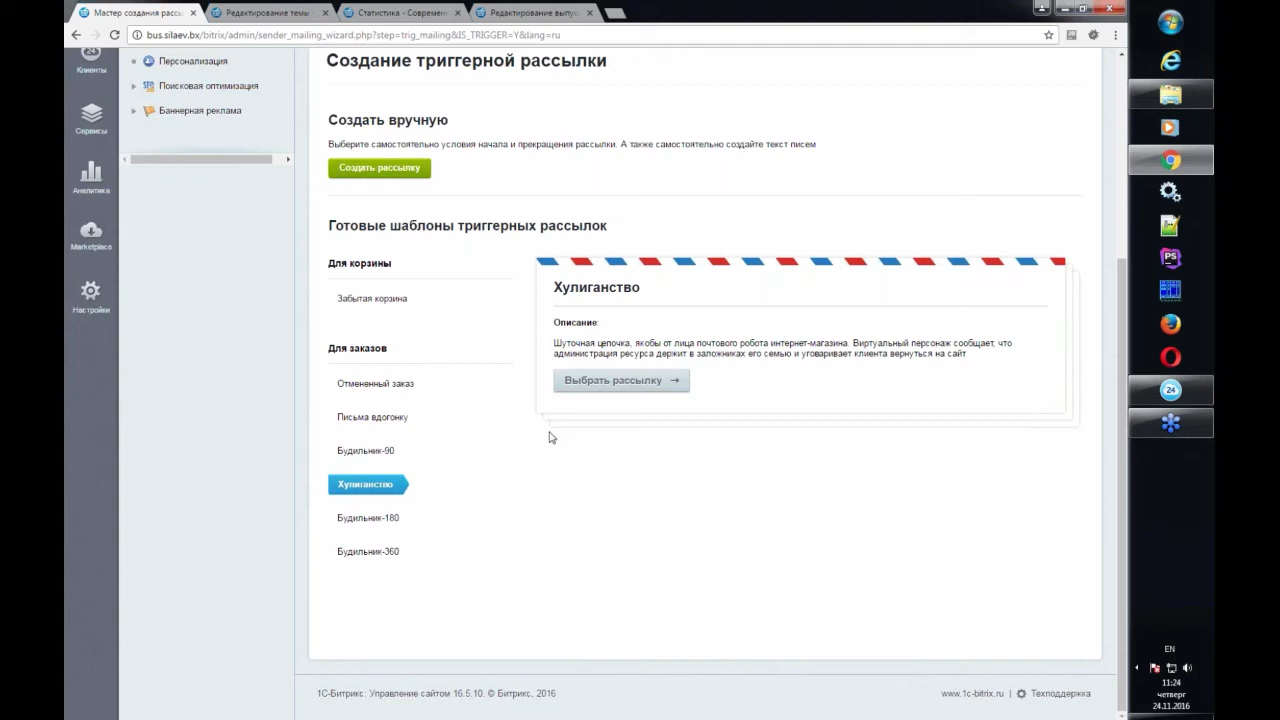 Мастер создания рассы
Редактирование темы
Статистика - Современн
Редактирование выпус
bus.silaev.bx/bitrix/admin/sender_mailing_wizard.php?step=trig_mailing&IS_TRIGGER=Y&lang=ru
24
Клиенты
Сервисы
Аналитика
Marketplace
Настройки
Персонализация
Поисковая оптимизация
Баннерная реклама
Создание триггерной рассылки
Создать вручную
Выберите самостоятельно условия начала и прекращения рассылки. А также самостоятельно создайте текст писем
Создать рассылку
Готовые шаблоны триггерных рассылок
Для корзины
Забытая корзина
Для заказов
Отмененный заказ
Письма вдогонку
Будильник-90
Хулиганство
Будильник-180
Будильник-360
Хулиганство
Описание:
Шуточная цепочка, якобы от лица почтового робота интернет-магазина. Виртуальный персонаж сообщает, что
администрация ресурса держит в заложниках его семью и уговаривает клиента вернуться на сайт
Выбрать рассылку →
1С-Битрикс: Управление сайтом 16.5.10. © Битрикс, 2016
www.1c-bitrix.ru | Техподдержка
PS
24
EN
11:24
четверг
24.11.2016